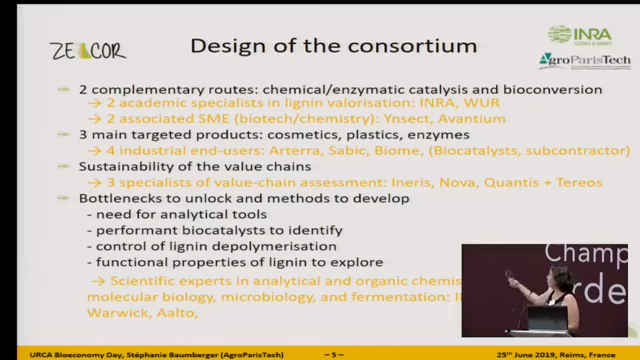 ZELCOR
Design of the consortium
INRA
SCIENCE & IMPACT
AgroParisTech
2 complementary routes: chemical/enzymatic catalysis and bioconversion
→ 2 academic specialists in lignin valorisation: INRA, WUR
→ 2 associated SME (biotech/chemistry): Ynsect, Avantium
3 main targeted products: cosmetics, plastics, enzymes
→ 4 industrial end-users: Arterra, Sabic, Biome, (Biocatalysts, subcontractor)
Sustainability of the value chains
→ 3 specialists of value-chain assessment: Ineris, Nova, Quantis + Tereos
Bottlenecks to unlock and methods to develop
- need for analytical tools
- performant biocatalysts to identify
- control of lignin depolymerisation
- functional properties of lignin to explore
→ Scientific experts in analytical and organic chemis
molecular biology, microbiology, and fermentation: I
Warwick, Aalto,
Champ
rde
URCA Bioeconomy Day, Stéphanie Baumberger (AgroParisTech)
– 5 –
25th June 2019, Reims, France